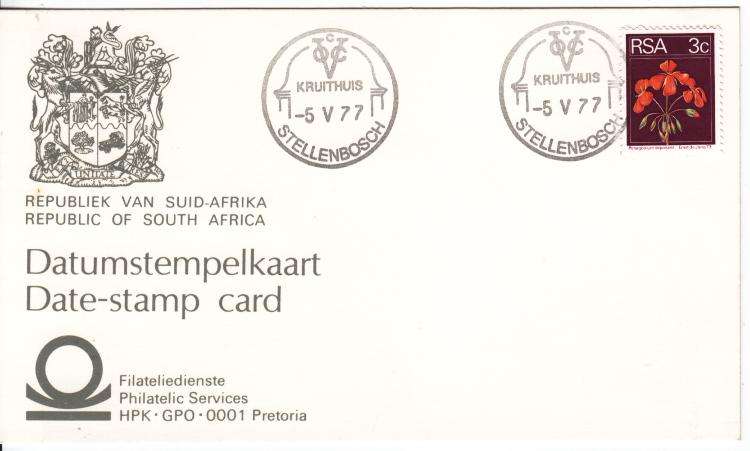 C
VOC
KRUITHUIS
-5 V 77
STELLENBOSCH
C
VOC
KRUITHUIS
-5 V 77
STELLENBOSCH
RSA 3c
UNITATE
REPUBLIEK VAN SUID-AFRIKA
REPUBLIC OF SOUTH AFRICA
Datumstempelkaart
Date-stamp card
Filateliedienste
Philatelic Services
HPK · GPO · 0001 Pretoria